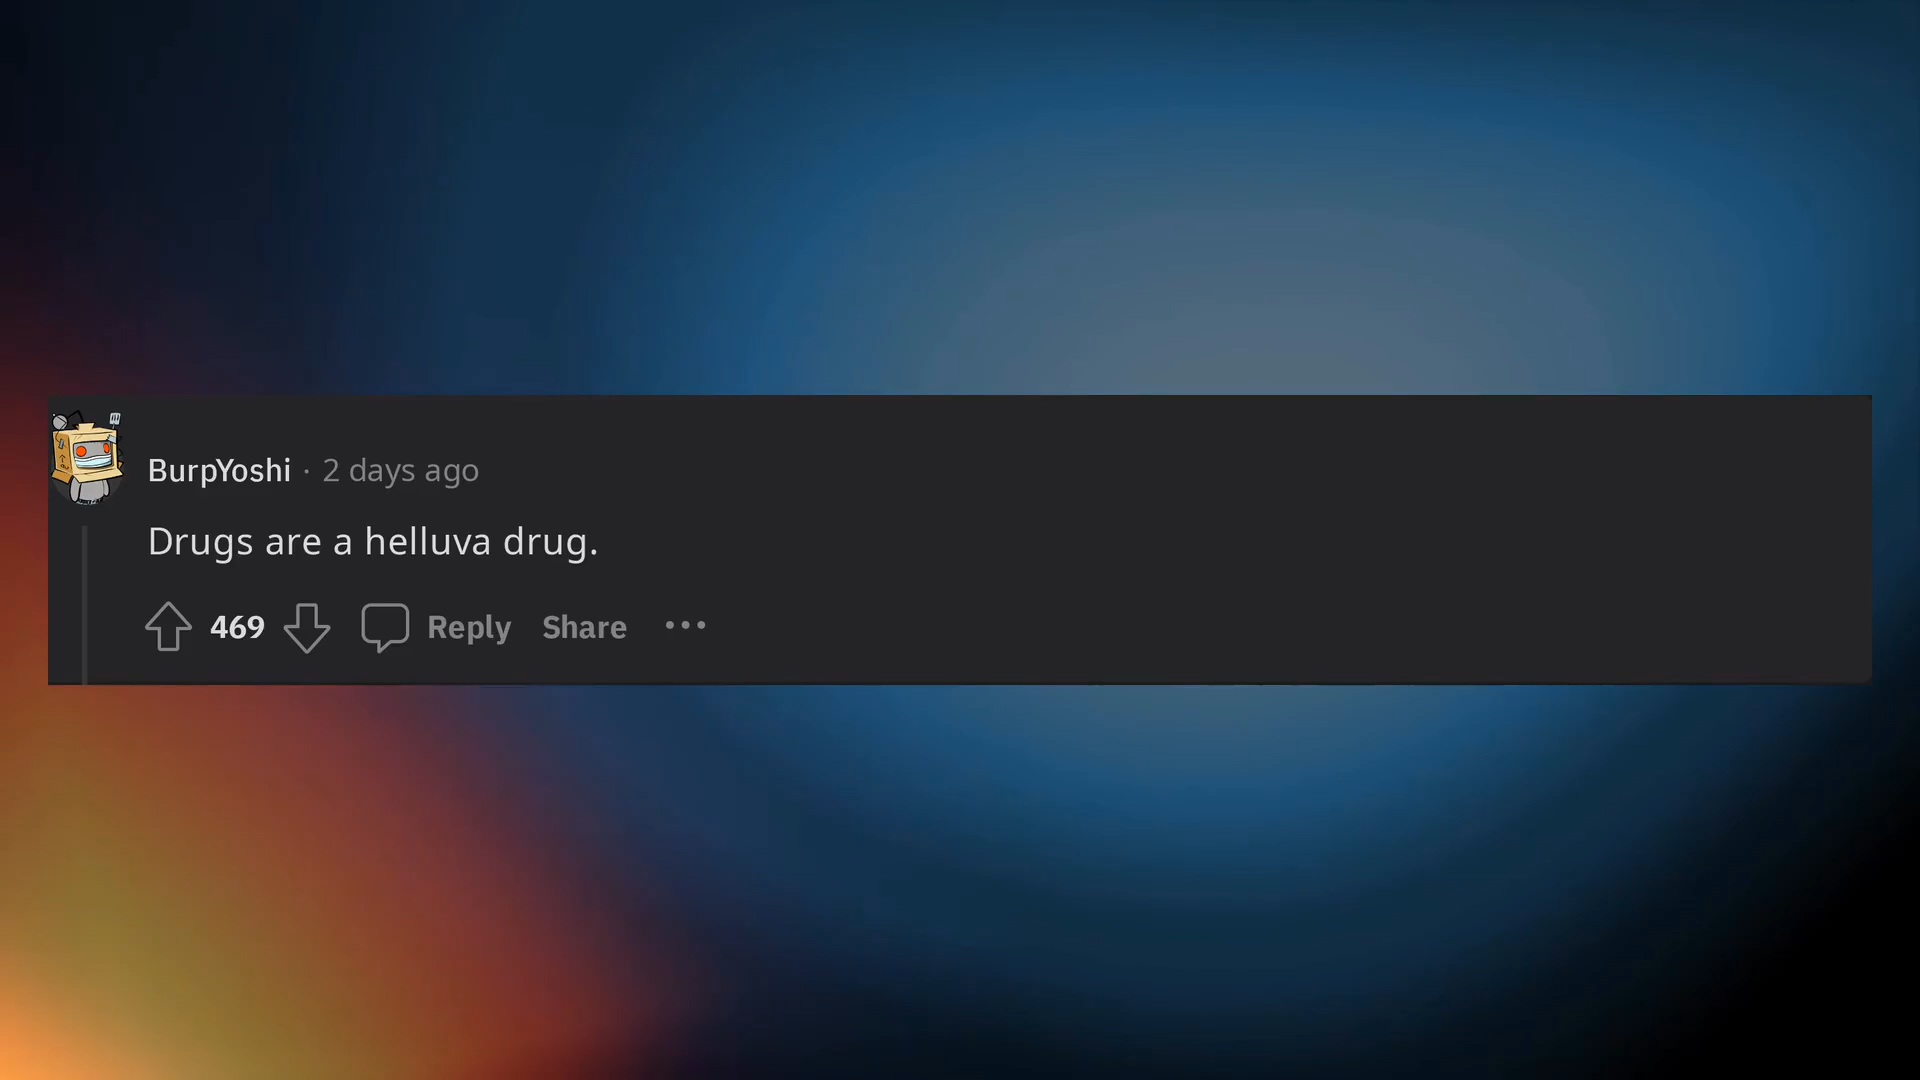 BurpYoshi · 2 days ago
Drugs are a helluva drug.
469 Reply Share •••